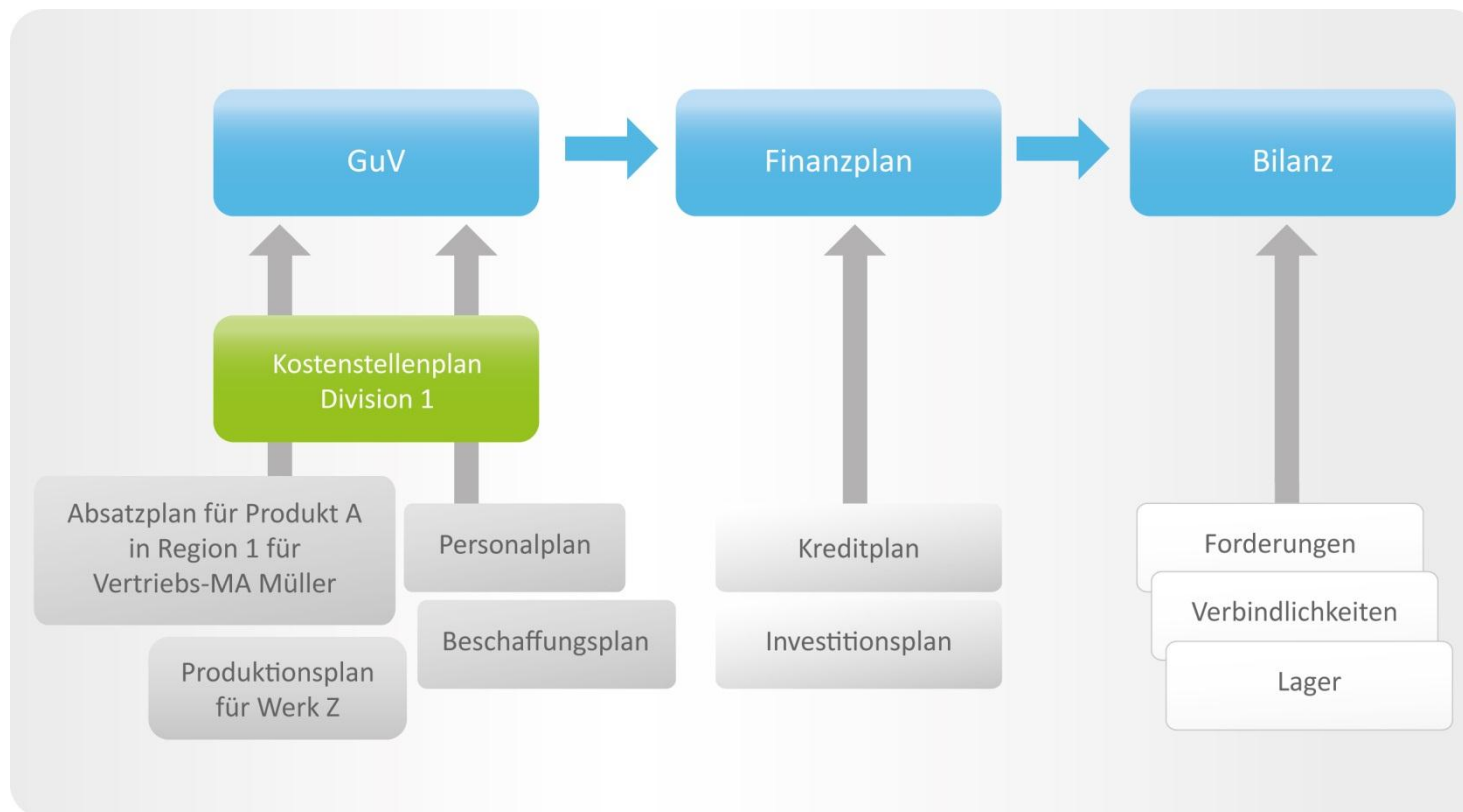 GuV
Finanzplan
Bilanz
Kostenstellenplan
Division 1
Absatzplan für Produkt A
in Region 1 für
Vertriebs-MA Müller
Personalplan
Beschaffungsplan
Produktionsplan
für Werk Z
Kreditplan
Investitionsplan
Forderungen
Verbindlichkeiten
Lager